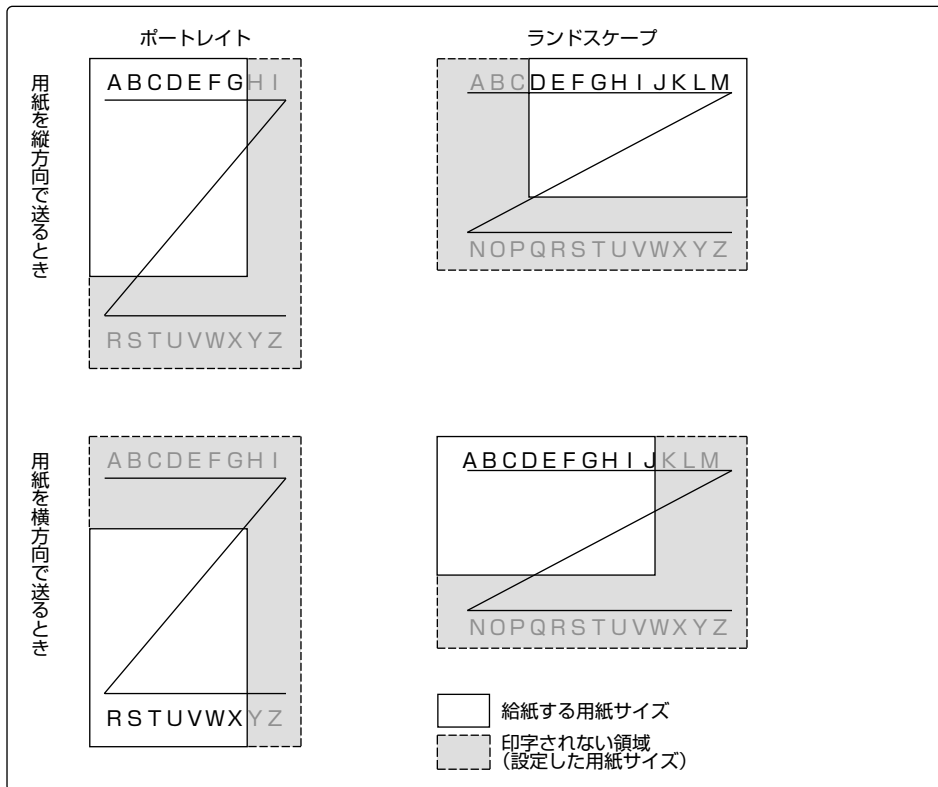 ポートレイト
ランドスケープ
用紙を縦方向で送るとき
ABCDEFGHI
RSTUVWXYZ
ABCDEFGHIJKLM
NOPQRSTUVWXYZ
用紙を横方向で送るとき
ABCDEFGHI
RSTUVWXYZ
ABCDEFGHIJKLM
NOPQRSTUVWXYZ
給紙する用紙サイズ
印字されない領域
(設定した用紙サイズ)